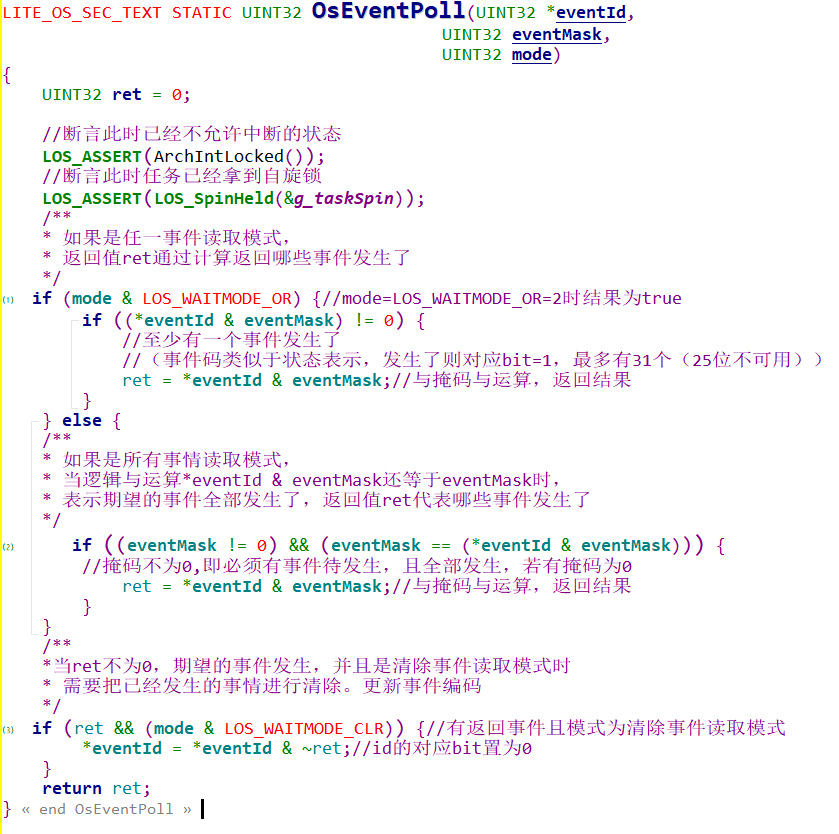 LITE_OS_SEC_TEXT STATIC UINT32 OsEventPoll(UINT32 *eventId,
UINT32 eventMask,
UINT32 mode)
{
UINT32 ret = 0;
//断言此时已经不允许中断的状态
LOS_ASSERT(ArchIntLocked());
//断言此时任务已经拿到自旋锁
LOS_ASSERT(LOS_SpinHeld(&g_taskSpin));
/**
* 如果是任一事件读取模式，
* 返回值ret通过计算返回哪些事件发生了
*/
(1) if (mode & LOS_WAITMODE_OR) {//mode=LOS_WAITMODE_OR=2时结果为true
if ((*eventId & eventMask) != 0) {
//至少有一个事件发生了
//（事件码类似于状态表示，发生了则对应bit=1，最多有31个（25位不可用））
ret = *eventId & eventMask;//与掩码与运算，返回结果
}
} else {
/**
* 如果是所有事情读取模式，
* 当逻辑与运算*eventId & eventMask还等于eventMask时，
* 表示期望的事件全部发生了，返回值ret代表哪些事件发生了
*/
(2) if ((eventMask != 0) && (eventMask == (*eventId & eventMask))) {
//掩码不为0,即必须有事件待发生，且全部发生，若有掩码为0
ret = *eventId & eventMask;//与掩码与运算，返回结果
}
}
/**
*当ret不为0，期望的事件发生，并且是清除事件读取模式时
* 需要把已经发生的事情进行清除。更新事件编码
*/
(3) if (ret && (mode & LOS_WAITMODE_CLR)) {//有返回事件且模式为清除事件读取模式
*eventId = *eventId & ~ret;//id的对应bit置为0
}
return ret;
} « end OsEventPoll »